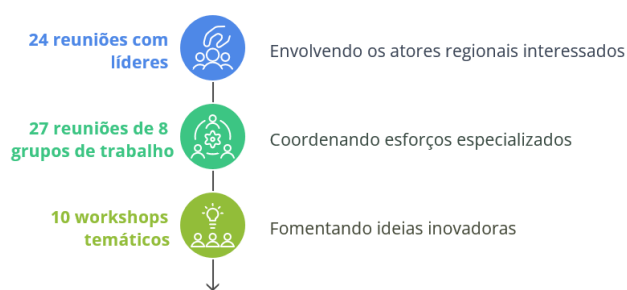 24 reuniões com
líderes
Envolvendo os atores regionais interessados
27 reuniões de 8
grupos de trabalho
Coordenando esforços especializados
10 workshops
temáticos
Fomentando ideias inovadoras